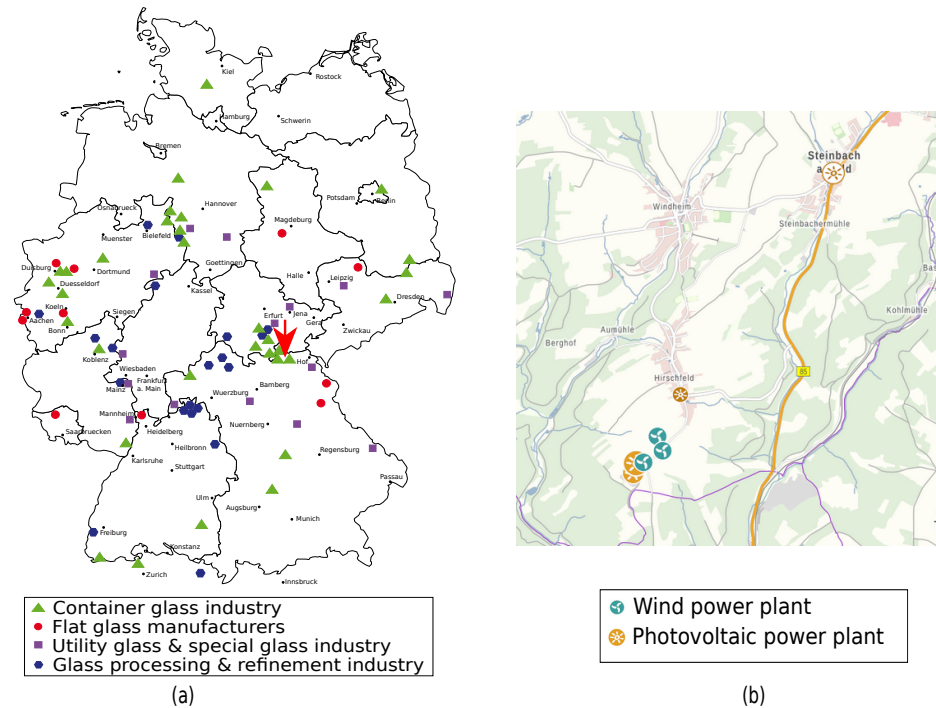 Kiel
Rostock
Hamburg
Schwerin
Bremen
Osnabrueck
Hannover
Potsdam
Berlin
Magdeburg
Muenster
Bielefeld
Goettingen
Halle
Leipzig
Duisburg
Dortmund
Duesseldorf
Kassel
Koeln
Aachen
Bonn
Siegen
Erfurt
Jena
Gera
Dresden
Zwickau
Koblenz
Hof
Wiesbaden
Frankfurt
a. Main
Mainz
Wuerzburg
Bamberg
Mannheim
Saarbruecken
Heidelberg
Nuernberg
Heilbronn
Karlsruhe
Stuttgart
Regensburg
Passau
Ulm
Augsburg
Munich
Freiburg
Konstanz
Zurich
Innsbruck
Container glass industry
Flat glass manufacturers
Utility glass & special glass industry
Glass processing & refinement industry
(a)
Steinbach
Windheim
Steinbachermühle
Aumühle
Berghof
Kohlmühle
Hirschfeld
85
Wind power plant
Photovoltaic power plant
(b)